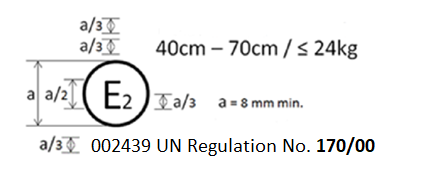 a/3
a/3
40cm – 70cm / ≤ 24kg
a a/2 E2 a/3 a = 8 mm min.
a/3 002439 UN Regulation No. 170/00